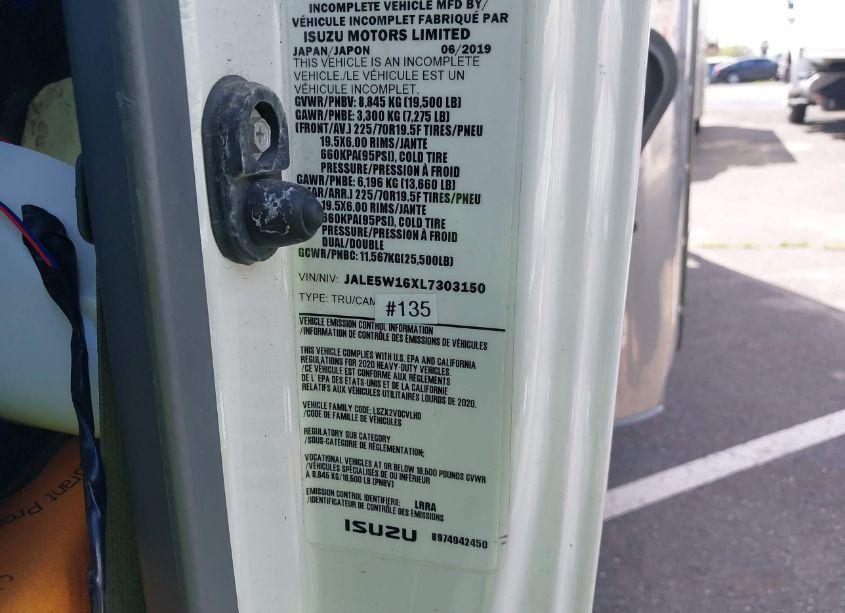 INCOMPLETE VEHICLE MFD BY/
VÉHICULE INCOMPLET FABRIQUÉ PAR
ISUZU MOTORS LIMITED
JAPAN/JAPON 06/2019
THIS VEHICLE IS AN INCOMPLETE
VEHICLE./LE VÉHICULE EST UN
VÉHICULE INCOMPLET.
GVWR/PNBV: 8,845 KG (19,500 LB)
GAWR/PNBE: 3,300 KG (7,275 LB)
(FRONT/AV.) 225/70R19.5F TIRES/PNEU
19.5X6.00 RIMS/JANTE
660KPA(95PSI), COLD TIRE
PRESSURE/PRESSION À FROID
GAWR/PNBE: 6,196 KG (13,660 LB)
EAR/ARR.) 225/70R19.5F TIRES/PNEU
19.5X6.00 RIMS/JANTE
660KPA(95PSI), COLD TIRE
PRESSURE/PRESSION À FROID
DUAL/DOUBLE
GCWR/PNBC: 11,567KG(25,500LB)
VIN/NIV: JALE5W16XL7303150
TYPE: TRU/CAM
#135
VEHICLE EMISSION CONTROL INFORMATION
/INFORMATION DE CONTRÔLE DES ÉMISSIONS DE VÉHICULES
THIS VEHICLE COMPLIES WITH U.S. EPA AND CALIFORNIA
REGULATIONS FOR 2020 HEAVY-DUTY VEHICLES.
/CE VÉHICULE EST CONFORME AUX RÈGLEMENTS
DE L'EPA DES ÉTATS-UNIS ET DE LA CALIFORNIE
RELATIFS AUX VÉHICULES UTILITAIRES LOURDS DE 2020.
VEHICLE FAMILY CODE: LSZX2VOCVLHD
/CODE DE FAMILLE DE VÉHICULES
REGULATORY SUB CATEGORY
/SOUS-CATÉGORIE DE RÈGLEMENTATION;
VOCATIONAL VEHICLES AT OR BELOW 19,500 POUNDS GVWR
/VÉHICULES SPÉCIALISÉS DE OU INFÉRIEUR
À 8,845 KG/19,500 LB (PNBV)
EMISSION CONTROL IDENTIFIERS: LRRA
/IDENTIFICATEUR DE CONTRÔLE DES ÉMISSIONS
ISUZU 8974942450